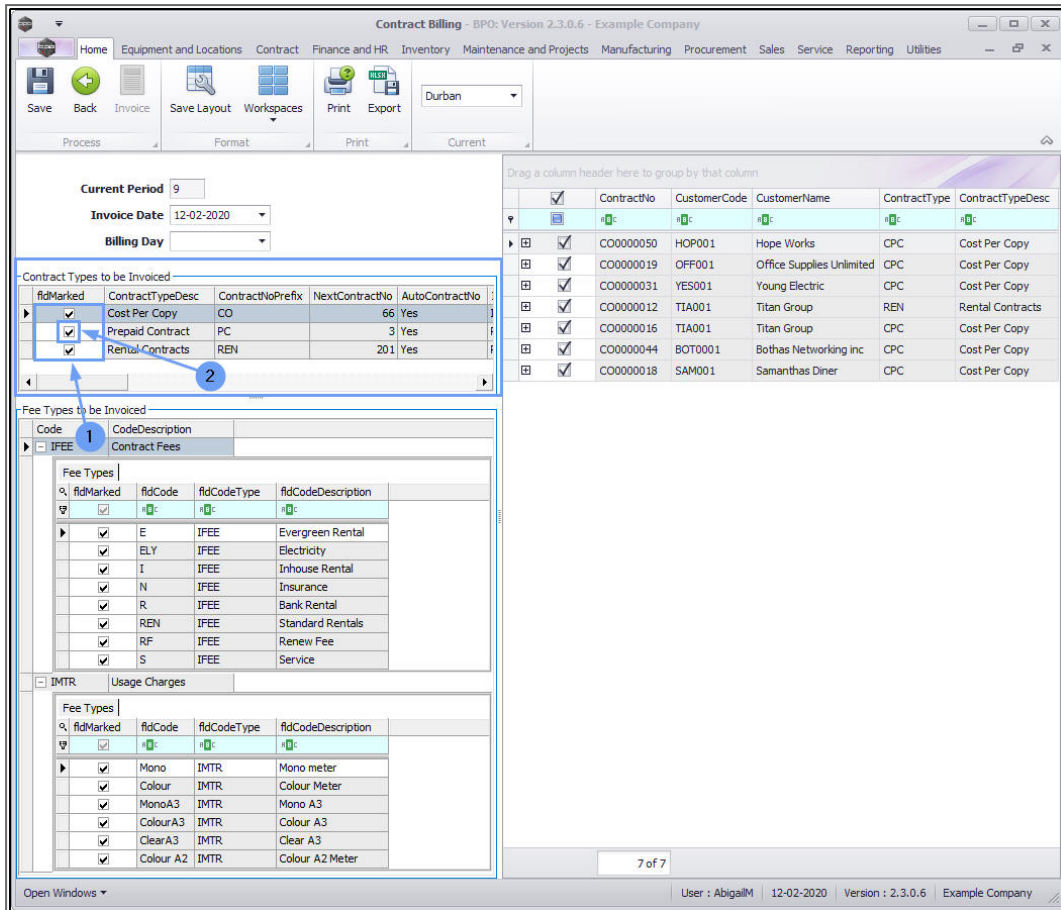 Contract Billing - BPO: Version 2.3.0.6 - Example Company
Home Equipment and Locations Contract Finance and HR Inventory Maintenance and Projects Manufacturing Procurement Sales Service Reporting Utilities
Save Back Invoice Save Layout Workspaces Print Export Durban
Process Format Print Current
Current Period 9
Invoice Date 12-02-2020
Billing Day
Contract Types to be Invoiced
fldMarked ContractTypeDesc ContractNoPrefix NextContractNo AutoContractNo
Cost Per Copy CO 66 Yes
Prepaid Contract PC 3 Yes
Rental Contracts REN 201 Yes
2
1
Fee Types to be Invoiced
Code CodeDescription
IFEE Contract Fees
Fee Types
fldMarked fldCode fldCodeType fldCodeDescription
E IFEE Evergreen Rental
ELY IFEE Electricity
I IFEE Inhouse Rental
N IFEE Insurance
R IFEE Bank Rental
REN IFEE Standard Rentals
RF IFEE Renew Fee
S IFEE Service
IMTR Usage Charges
Fee Types
fldMarked fldCode fldCodeType fldCodeDescription
Mono IMTR Mono meter
Colour IMTR Colour Meter
MonoA3 IMTR Mono A3
ColourA3 IMTR Colour A3
ClearA3 IMTR Clear A3
Colour A2 IMTR Colour A2 Meter
Drag a column header here to group by that column
ContractNo CustomerCode CustomerName ContractType ContractTypeDesc
CO0000050 HOP001 Hope Works CPC Cost Per Copy
CO0000019 OFF001 Office Supplies Unlimited CPC Cost Per Copy
CO0000031 YES001 Young Electric CPC Cost Per Copy
CO0000012 TIA001 Titan Group REN Rental Contracts
CO0000016 TIA001 Titan Group CPC Cost Per Copy
CO0000044 BOT0001 Bothas Networking inc CPC Cost Per Copy
CO0000018 SAM001 Samanthas Diner CPC Cost Per Copy
7 of 7
Open Windows User : AbigailM 12-02-2020 Version : 2.3.0.6 Example Company